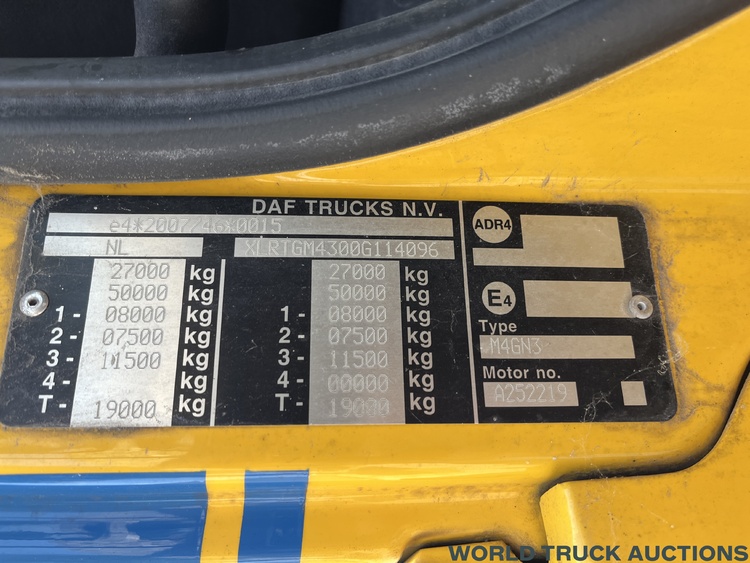 DAF TRUCKS N.V.
e4*2007/46*0015
NL XLRTGM4300G114096
27000 kg 27000 kg
50000 kg 50000 kg
1- 08000 kg 1- 08000 kg
2- 07500 kg 2- 07500 kg
3- 11500 kg 3- 11500 kg
4- kg 4- 00000 kg
T- 19000 kg T- 19000 kg
ADR4
E4
Type
M4GN3
Motor no.
A252219
WORLD TRUCK AUCTIONS